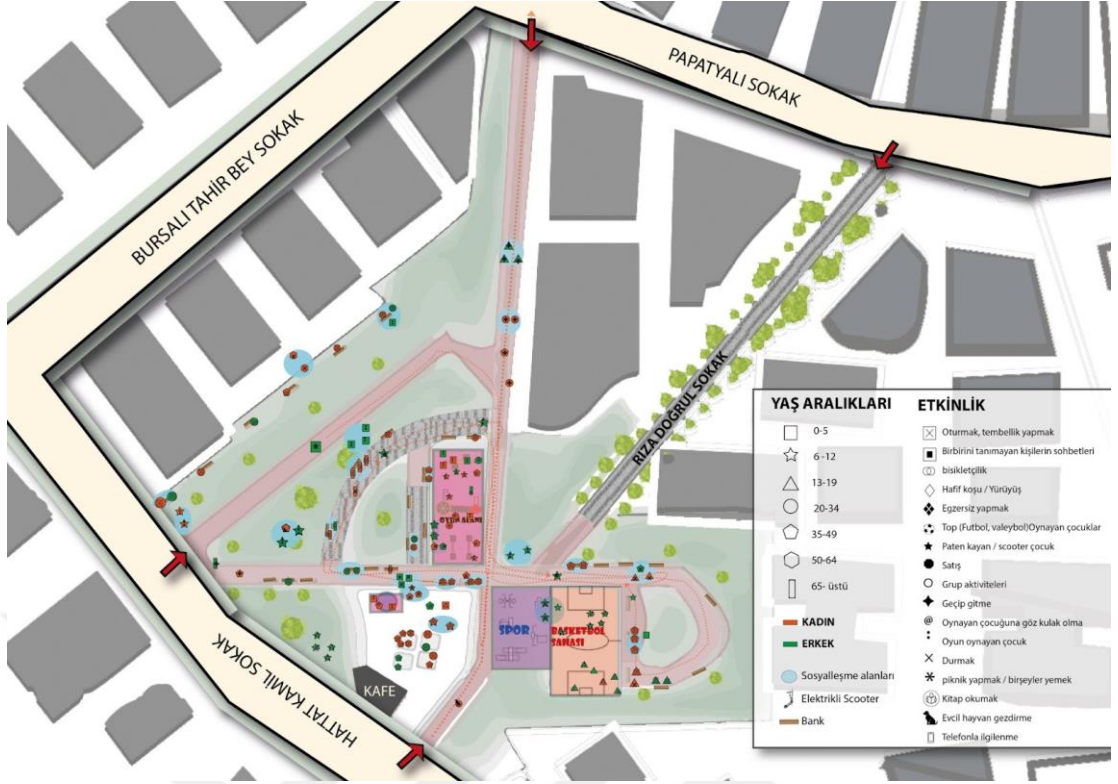 PAPATYALI SOKAK
BURSALI TAHİR BEY SOKAK
RIZA DOĞRUL SOKAK
OYUN ALANI
SPOR
BASKETBOL
SAHASI
KAFE
HATTAT KAMİL SOKAK
YAŞ ARALIKLARI
0-5
6 -12
13-19
20-34
35-49
50-64
65- üstü
KADIN
ERKEK
Sosyalleşme alanları
Elektrikli Scooter
Bank
ETKİNLİK
Oturmak, tembellik yapmak
Birbirini tanımayan kişilerin sohbetleri
bisikletçilik
Hafif koşu / Yürüyüş
Egzersiz yapmak
Top (Futbol, valeybol)Oynayan çocuklar
Paten kayan / scooter çocuk
Satış
Grup aktiviteleri
Geçip gitme
@ Oynayan çocuğuna göz kulak olma
Oyun oynayan çocuk
Durmak
piknik yapmak / birşeyler yemek
Kitap okumak
Evcil hayvan gezdirme
Telefonla ilgilenme